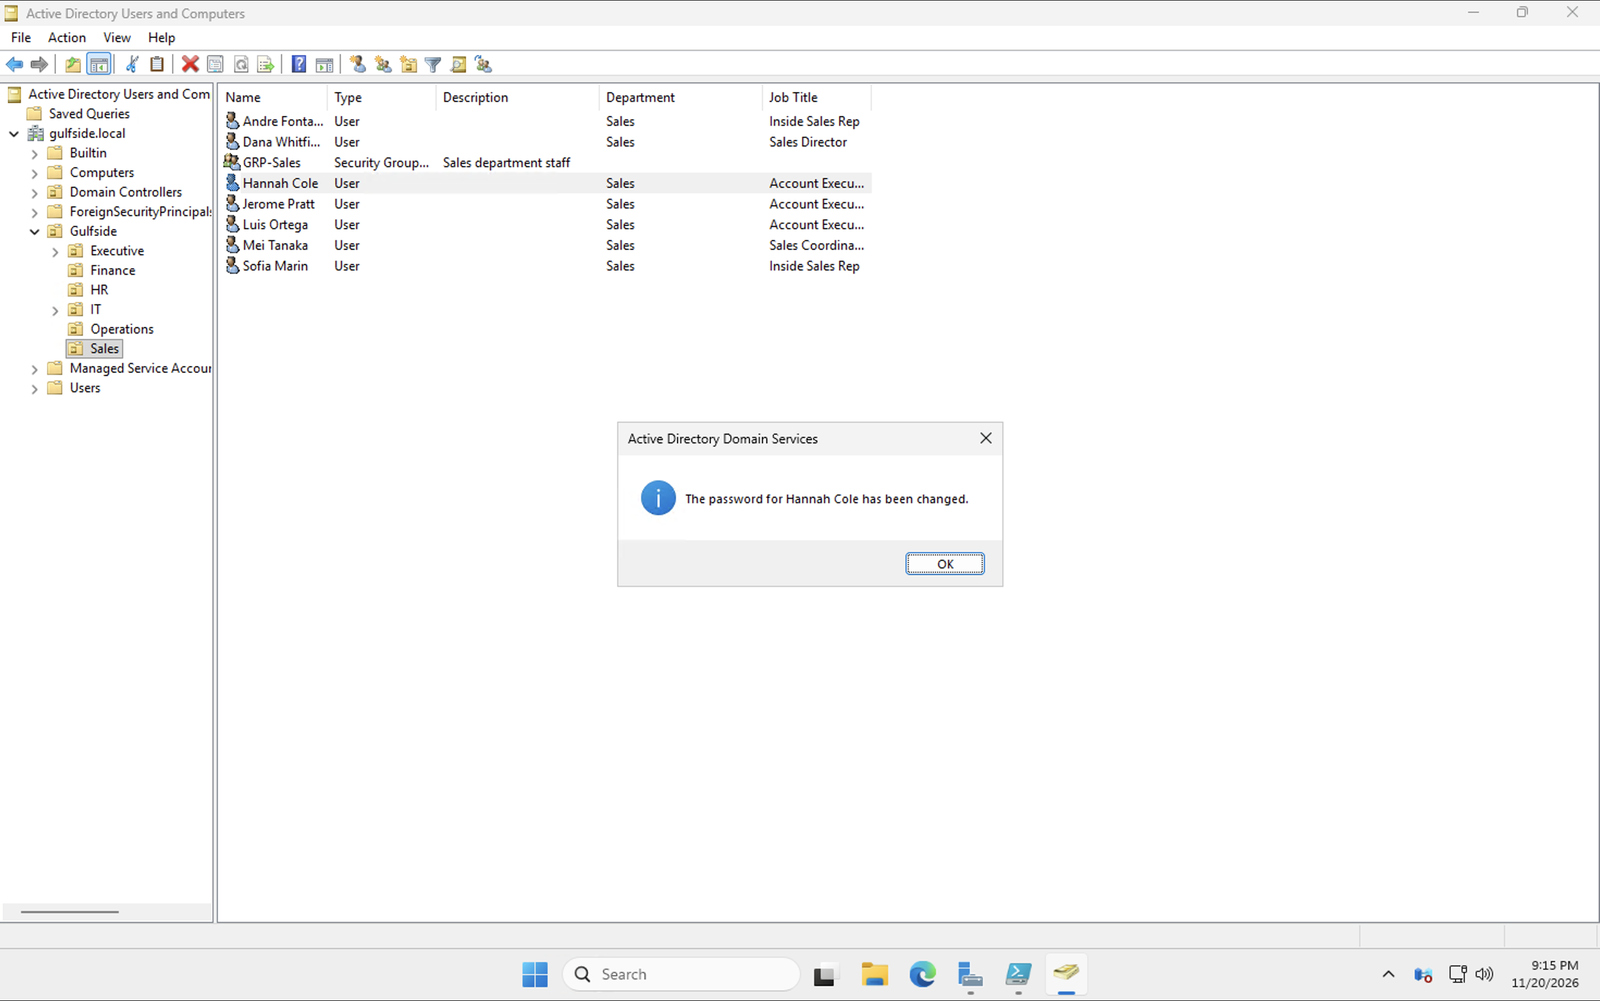 Active Directory Users and Computers
File Action View Help
Active Directory Users and Com
Saved Queries
gulfside.local
Builtin
Computers
Domain Controllers
ForeignSecurityPrincipals
Gulfside
Executive
Finance
HR
IT
Operations
Sales
Managed Service Accour
Users
Name Type Description Department Job Title
Andre Fonta... User Sales Inside Sales Rep
Dana Whitfi... User Sales Sales Director
GRP-Sales Security Group... Sales department staff
Hannah Cole User Sales Account Execu...
Jerome Pratt User Sales Account Execu...
Luis Ortega User Sales Account Execu...
Mei Tanaka User Sales Sales Coordina...
Sofia Marin User Sales Inside Sales Rep
Active Directory Domain Services
The password for Hannah Cole has been changed.
OK
Search
9:15 PM
11/20/2026